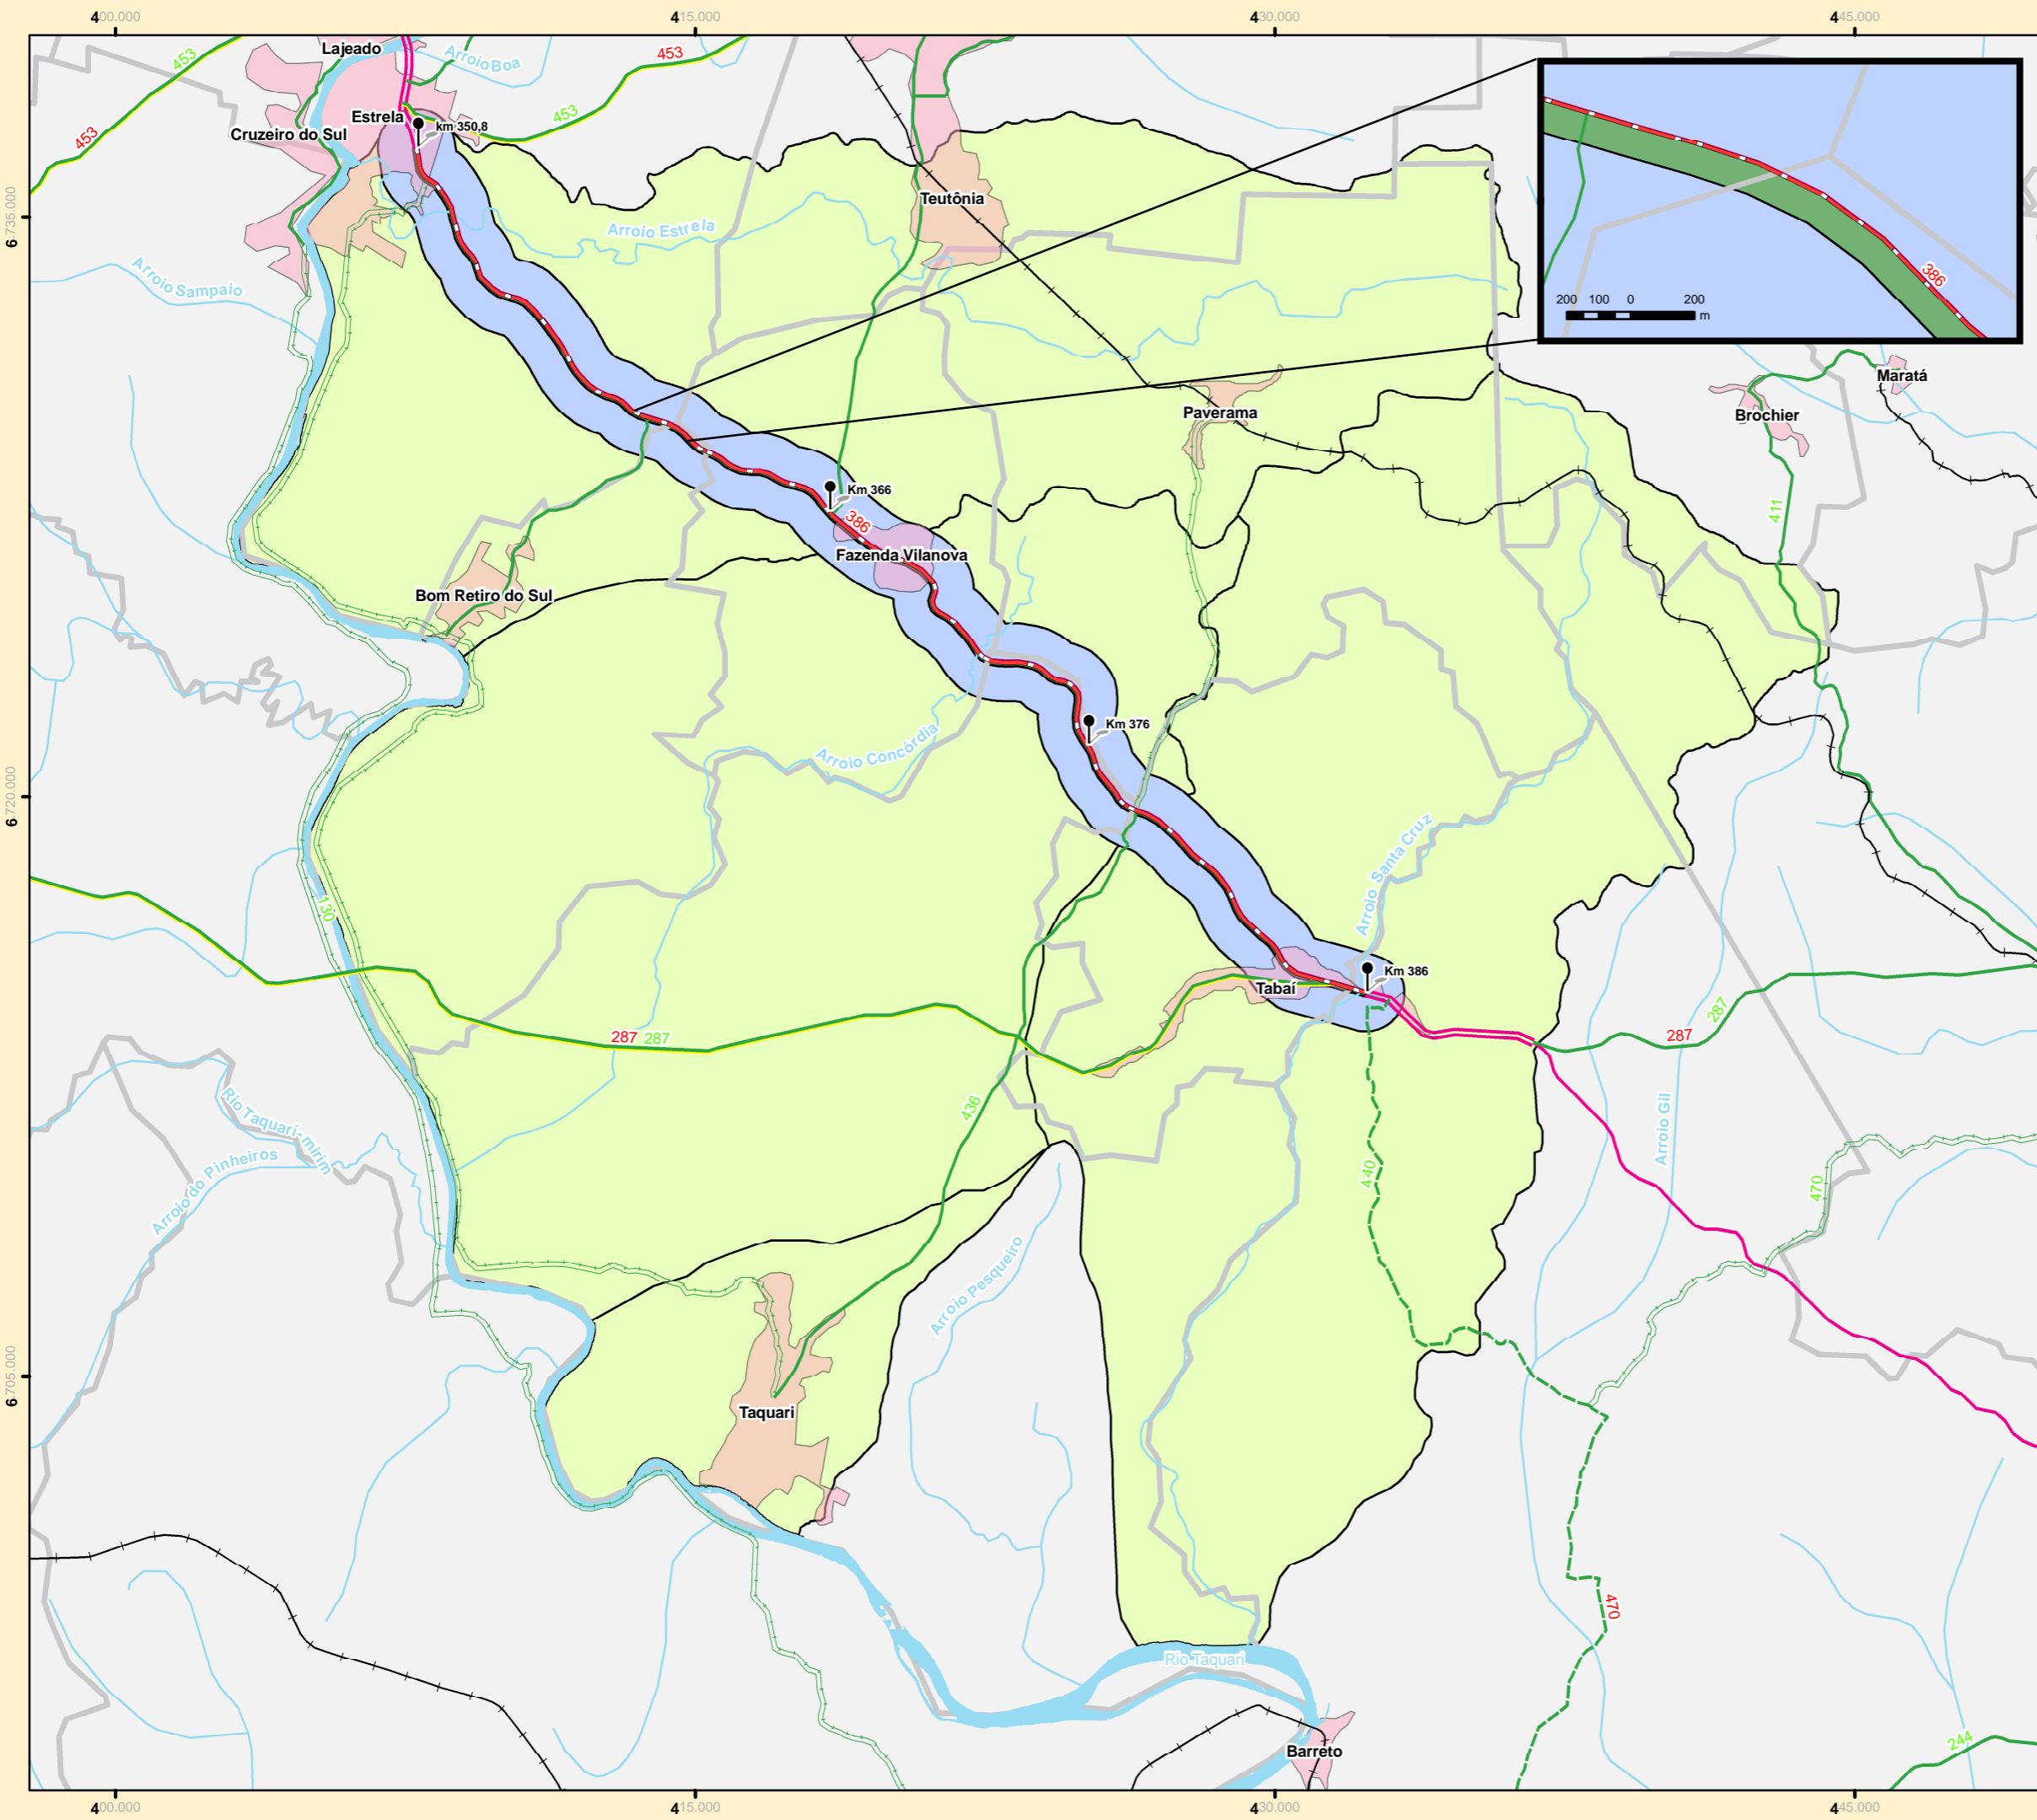 400.000
415.000
430.000
445.000
Lajeado
Arroio Boa
453
453
453
453
Estrela
km 350,8
Cruzeiro do Sul
Teutônia
6.735.000
Arroio Estrela
Arroio Sampaio
386
200 100 0 200
m
Maratá
Brochier
Paverama
Km 366
386
411
Fazenda Vilanova
Bom Retiro do Sul
Km 376
Arroio Concórdia
6.720.000
Arroio Santa Cruz
130
Km 386
Tabaí
287
287 287
287
436
Rio Taquari-mirim
Arroio do Pinheiros
Arroio Gil
440
470
Arroio Pesqueiro
6.705.000
Taquari
470
Rio Taquari
Barreto
244
400.000
415.000
430.000
445.000